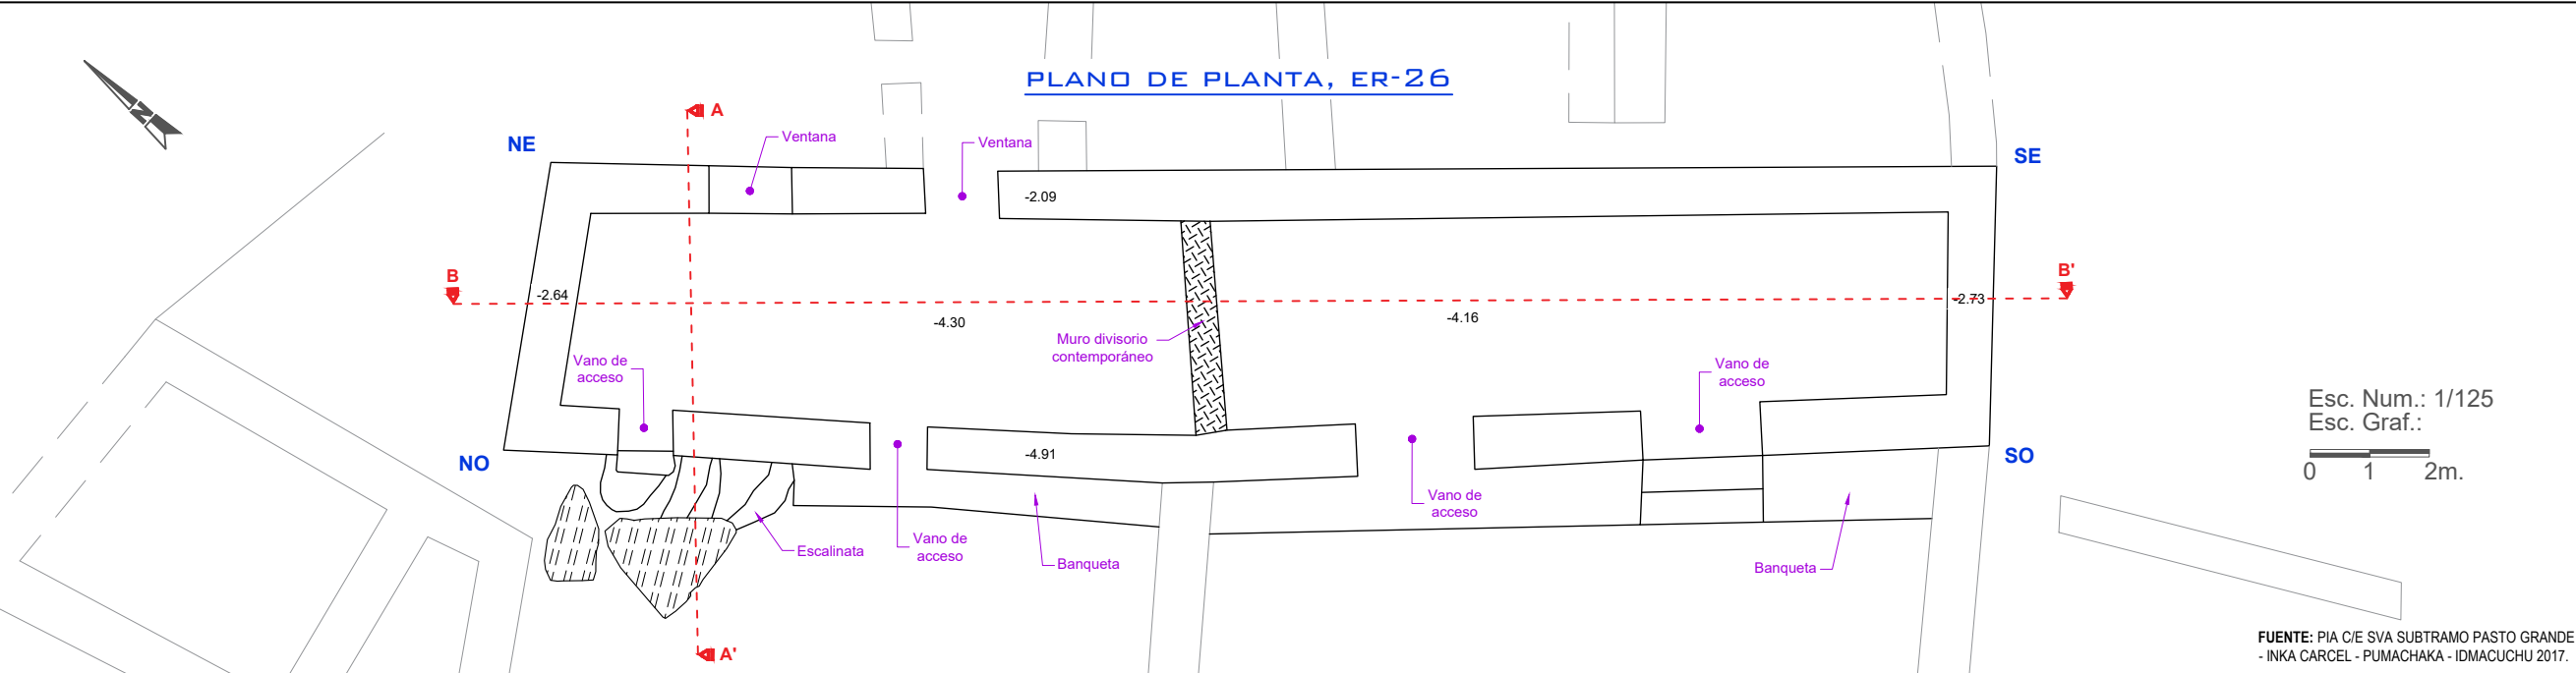 PLANO DE PLANTA, ER-26
N
A
NE
Ventana
Ventana
SE
-2.09
B
B'
-2.64
-2.73
-4.30
-4.16
Muro divisorio
contemporáneo
Vano de
acceso
Vano de
acceso
Esc. Num.: 1/125
Esc. Graf.:
0 1 2m.
NO
-4.91
SO
Vano de
acceso
Vano de
acceso
Escalinata
Banqueta
Banqueta
A'
FUENTE: PIA C/E SVA SUBTRAMO PASTO GRANDE
- INKA CARCEL - PUMACHAKA - IDMACUCHU 2017.